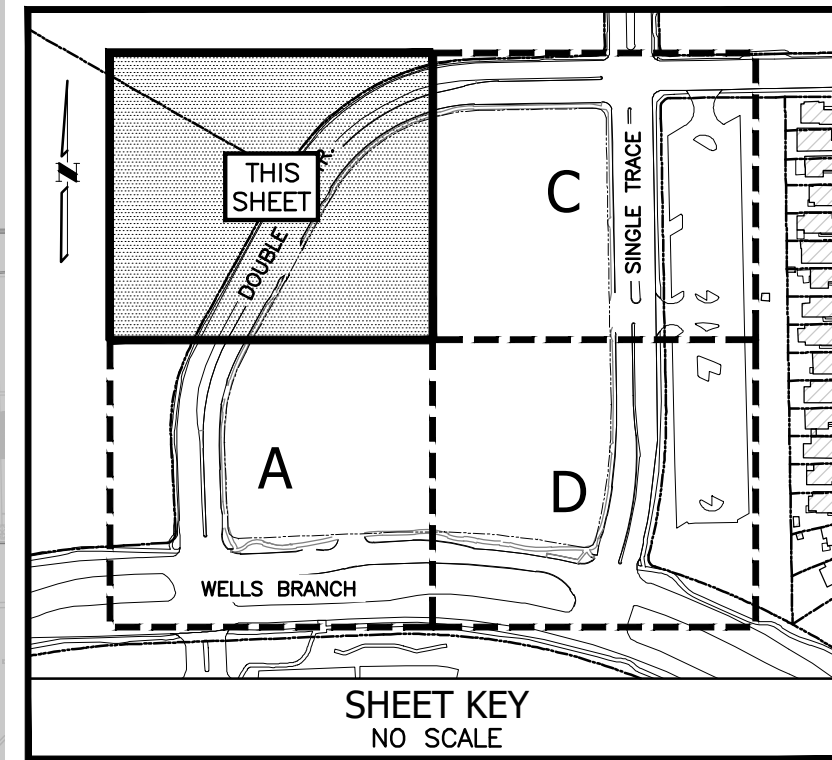 N
THIS
SHEET
DOUBLE
R.
C
SINGLE TRACE
A
D
WELLS BRANCH
SHEET KEY
NO SCALE